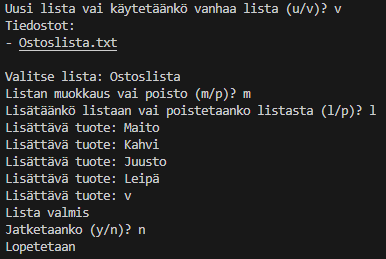 Uusi lista vai käytetäänkö vanhaa lista (u/v)? v
Tiedostot:
- Ostoslista.txt
Valitse lista: Ostoslista
Listan muokkaus vai poisto (m/p)? m
Lisätäänkö listaan vai poistetaanko listasta (l/p)? l
Lisättävä tuote: Maito
Lisättävä tuote: Kahvi
Lisättävä tuote: Juusto
Lisättävä tuote: Leipä
Lisättävä tuote: v
Lista valmis
Jatketaanko (y/n)? n
Lopetetaan